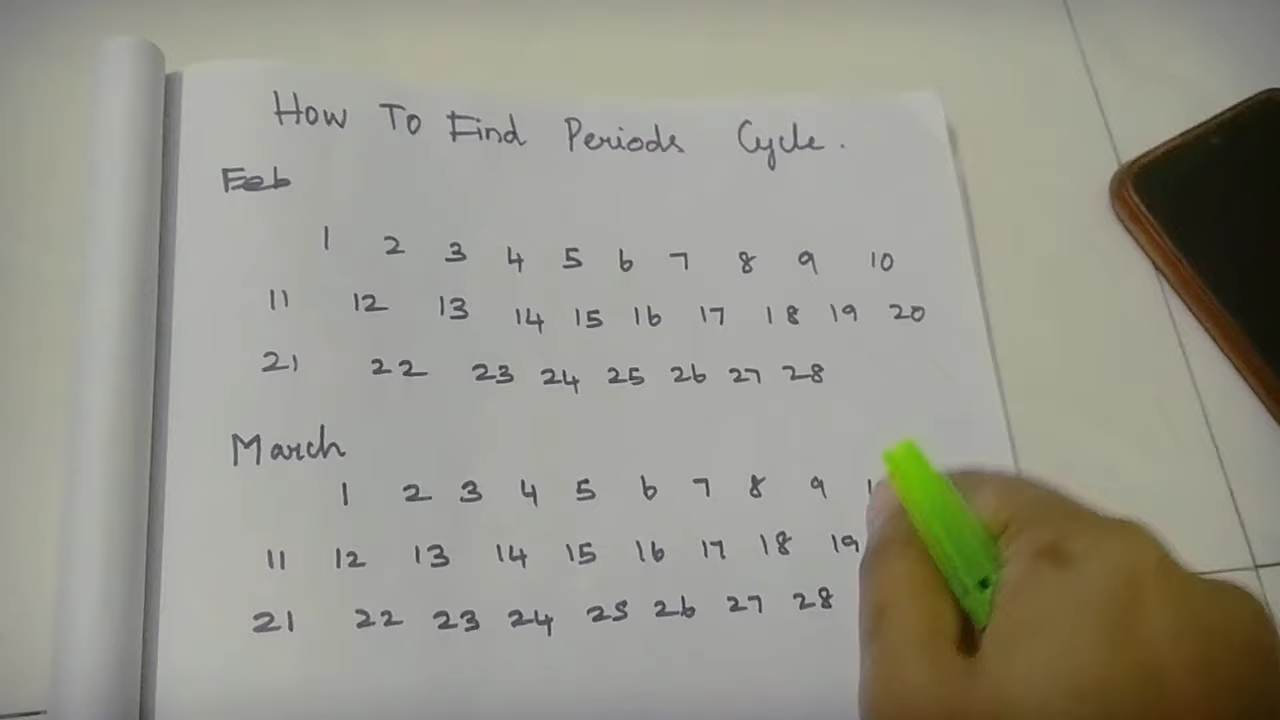 How To Find Periods Cycle.
Feb
1 2 3 4 5 6 7 8 9 10
11 12 13 14 15 16 17 18 19 20
21 22 23 24 25 26 27 28
March
1 2 3 4 5 6 7 8 9
11 12 13 14 15 16 17 18 19
21 22 23 24 25 26 27 28